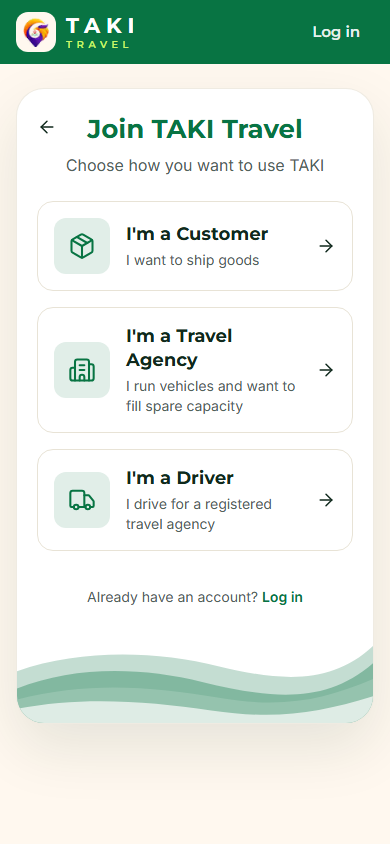 TAKI
TRAVEL
Log in
Join TAKI Travel
Choose how you want to use TAKI
I'm a Customer
I want to ship goods
I'm a Travel
Agency
I run vehicles and want to
fill spare capacity
I'm a Driver
I drive for a registered
travel agency
Already have an account? Log in